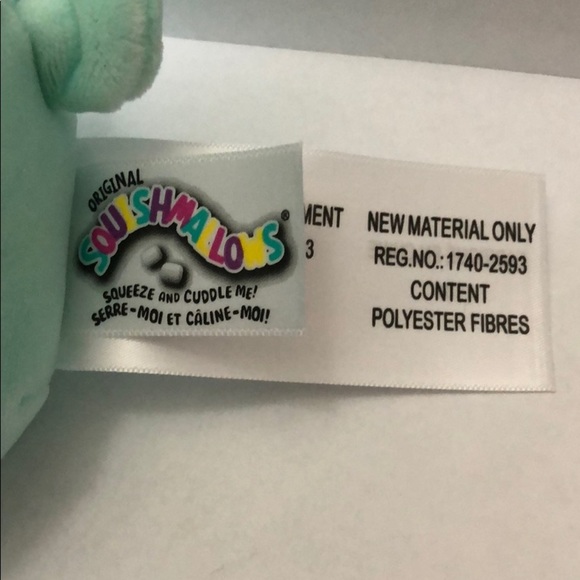 ORIGINAL
SQUISHMALLOWS®
SQUEEZE AND CUDDLE ME!
SERRE-MOI ET CÂLINE-MOI!
MENT
3
NEW MATERIAL ONLY
REG.NO.:1740-2593
CONTENT
POLYESTER FIBRES